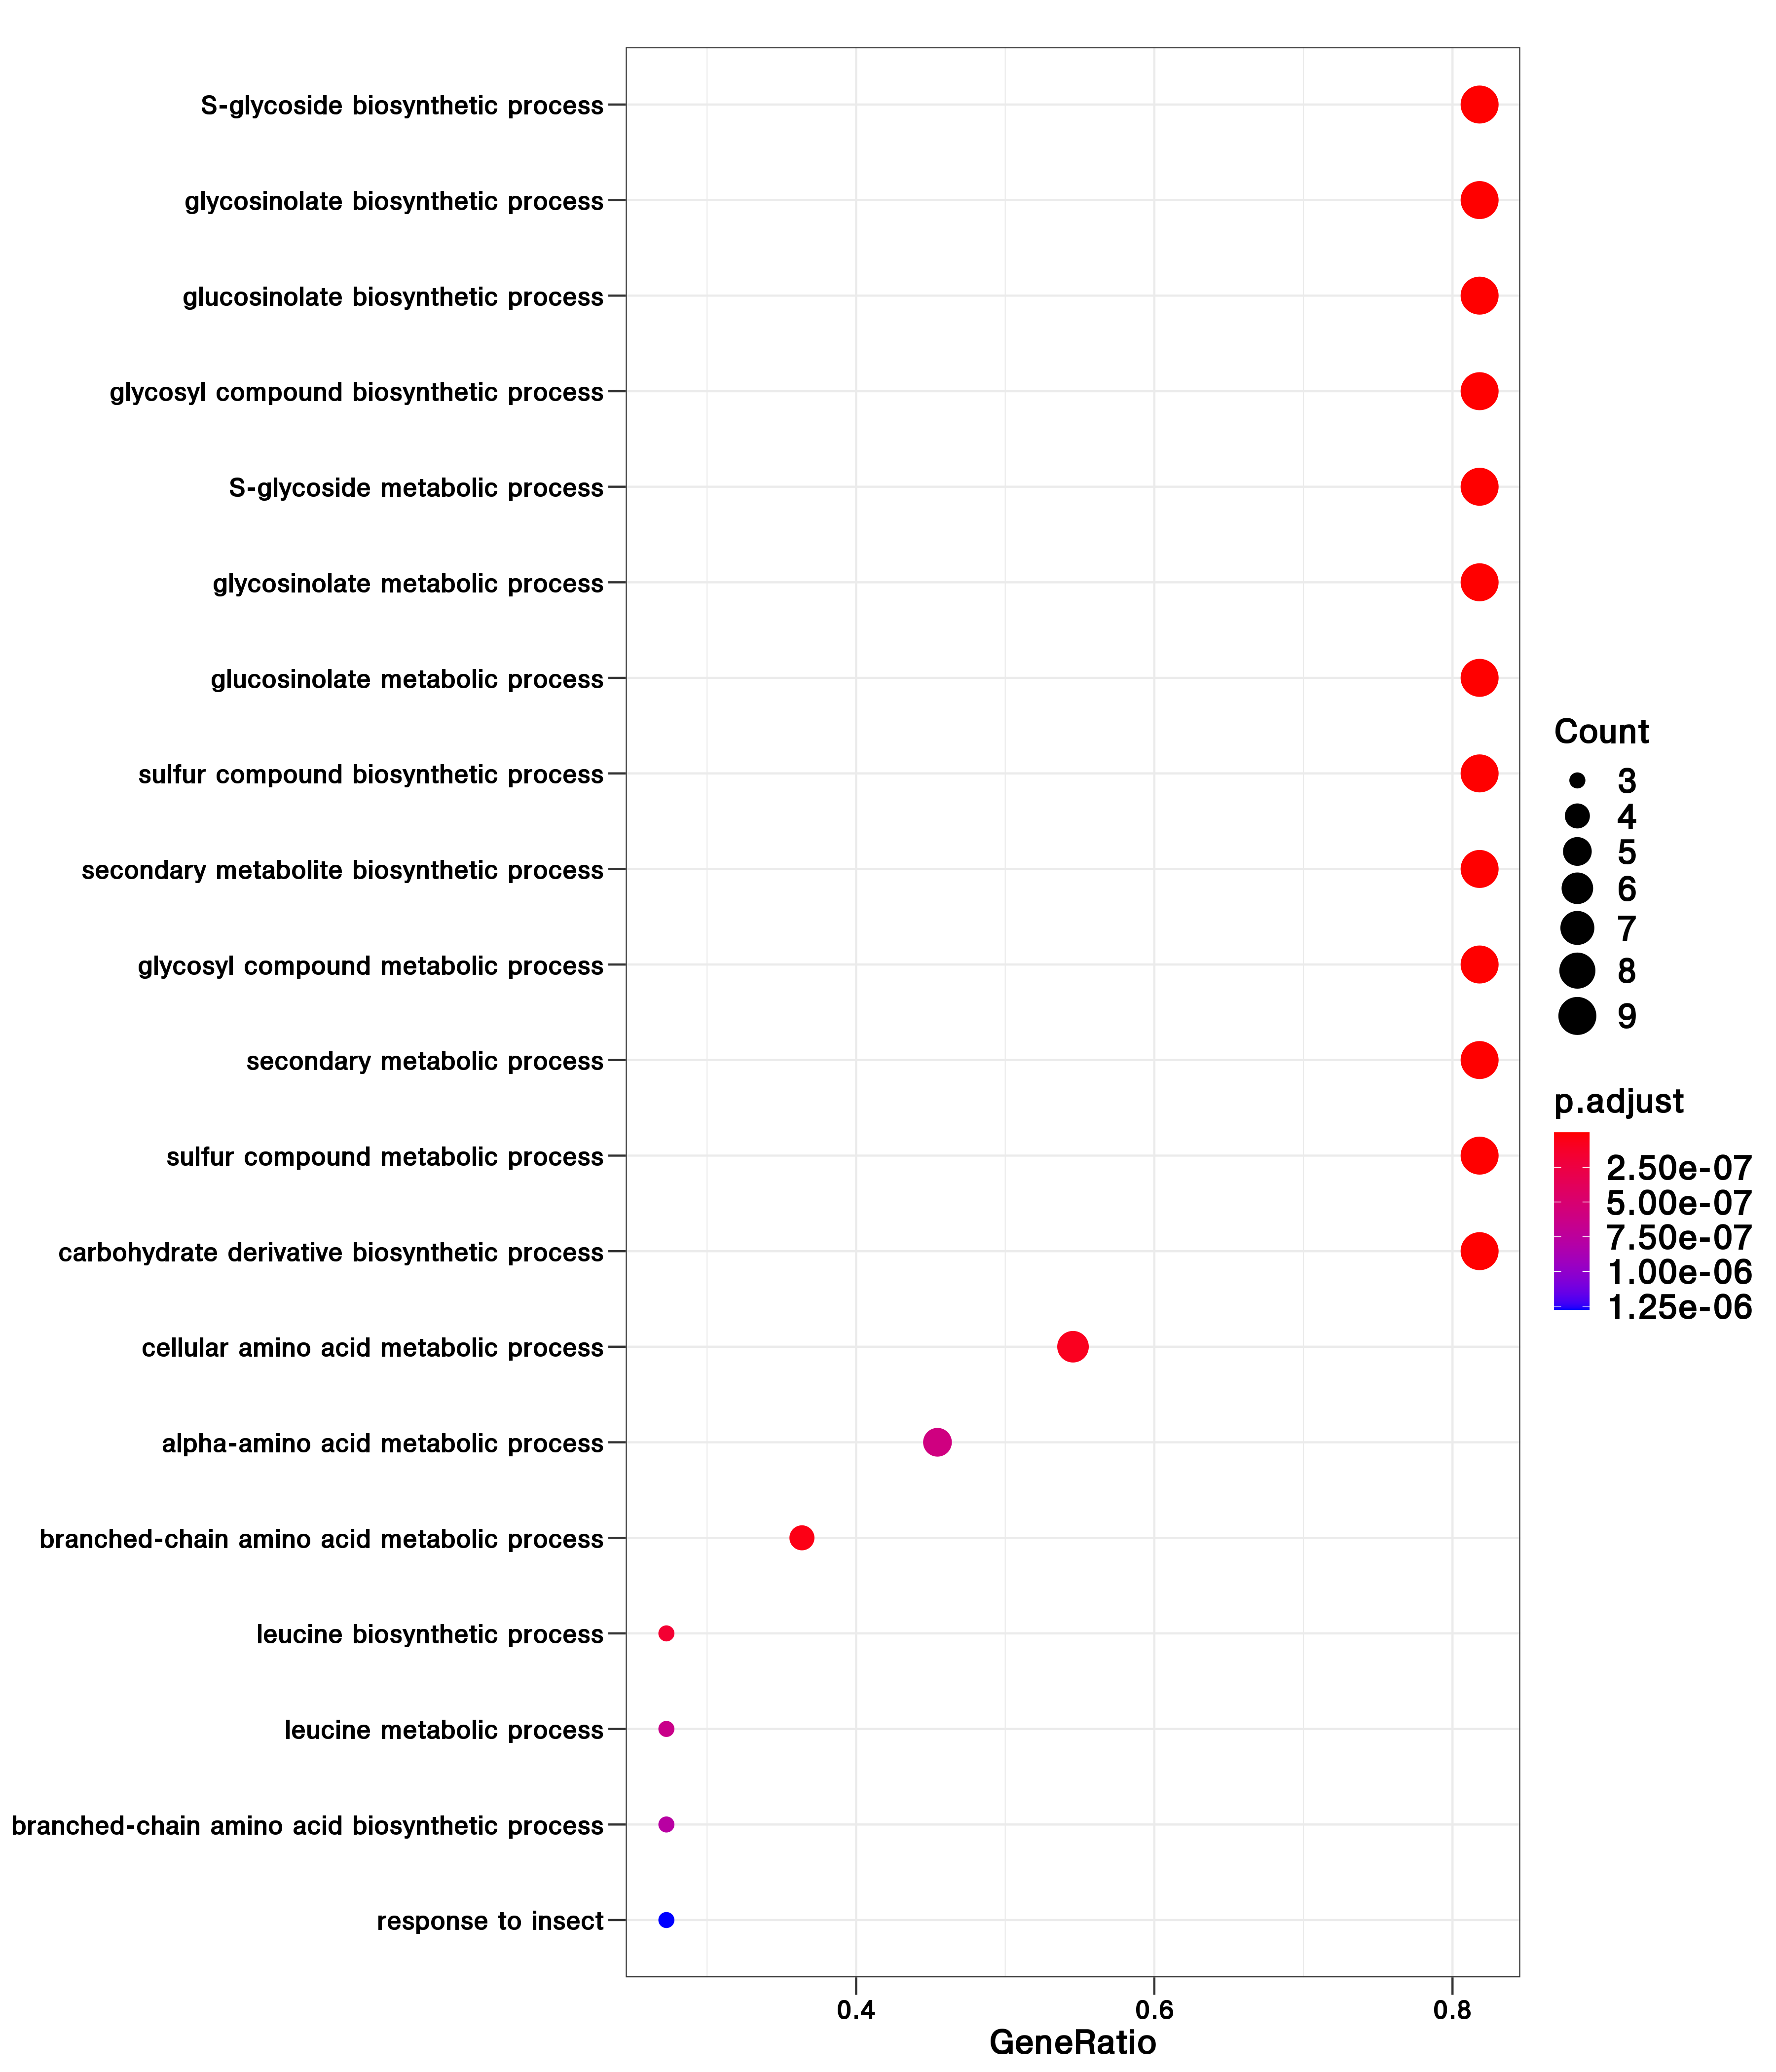 S-glycoside biosynthetic process
glycosinolate biosynthetic process
glucosinolate biosynthetic process
glycosyl compound biosynthetic process
S-glycoside metabolic process
glycosinolate metabolic process
glucosinolate metabolic process
sulfur compound biosynthetic process
secondary metabolite biosynthetic process
glycosyl compound metabolic process
secondary metabolic process
sulfur compound metabolic process
carbohydrate derivative biosynthetic process
cellular amino acid metabolic process
alpha-amino acid metabolic process
branched-chain amino acid metabolic process
leucine biosynthetic process
leucine metabolic process
branched-chain amino acid biosynthetic process
response to insect
0.4 0.6 0.8
GeneRatio
Count
3
4
5
6
7
8
9
p.adjust
2.50e-07
5.00e-07
7.50e-07
1.00e-06
1.25e-06